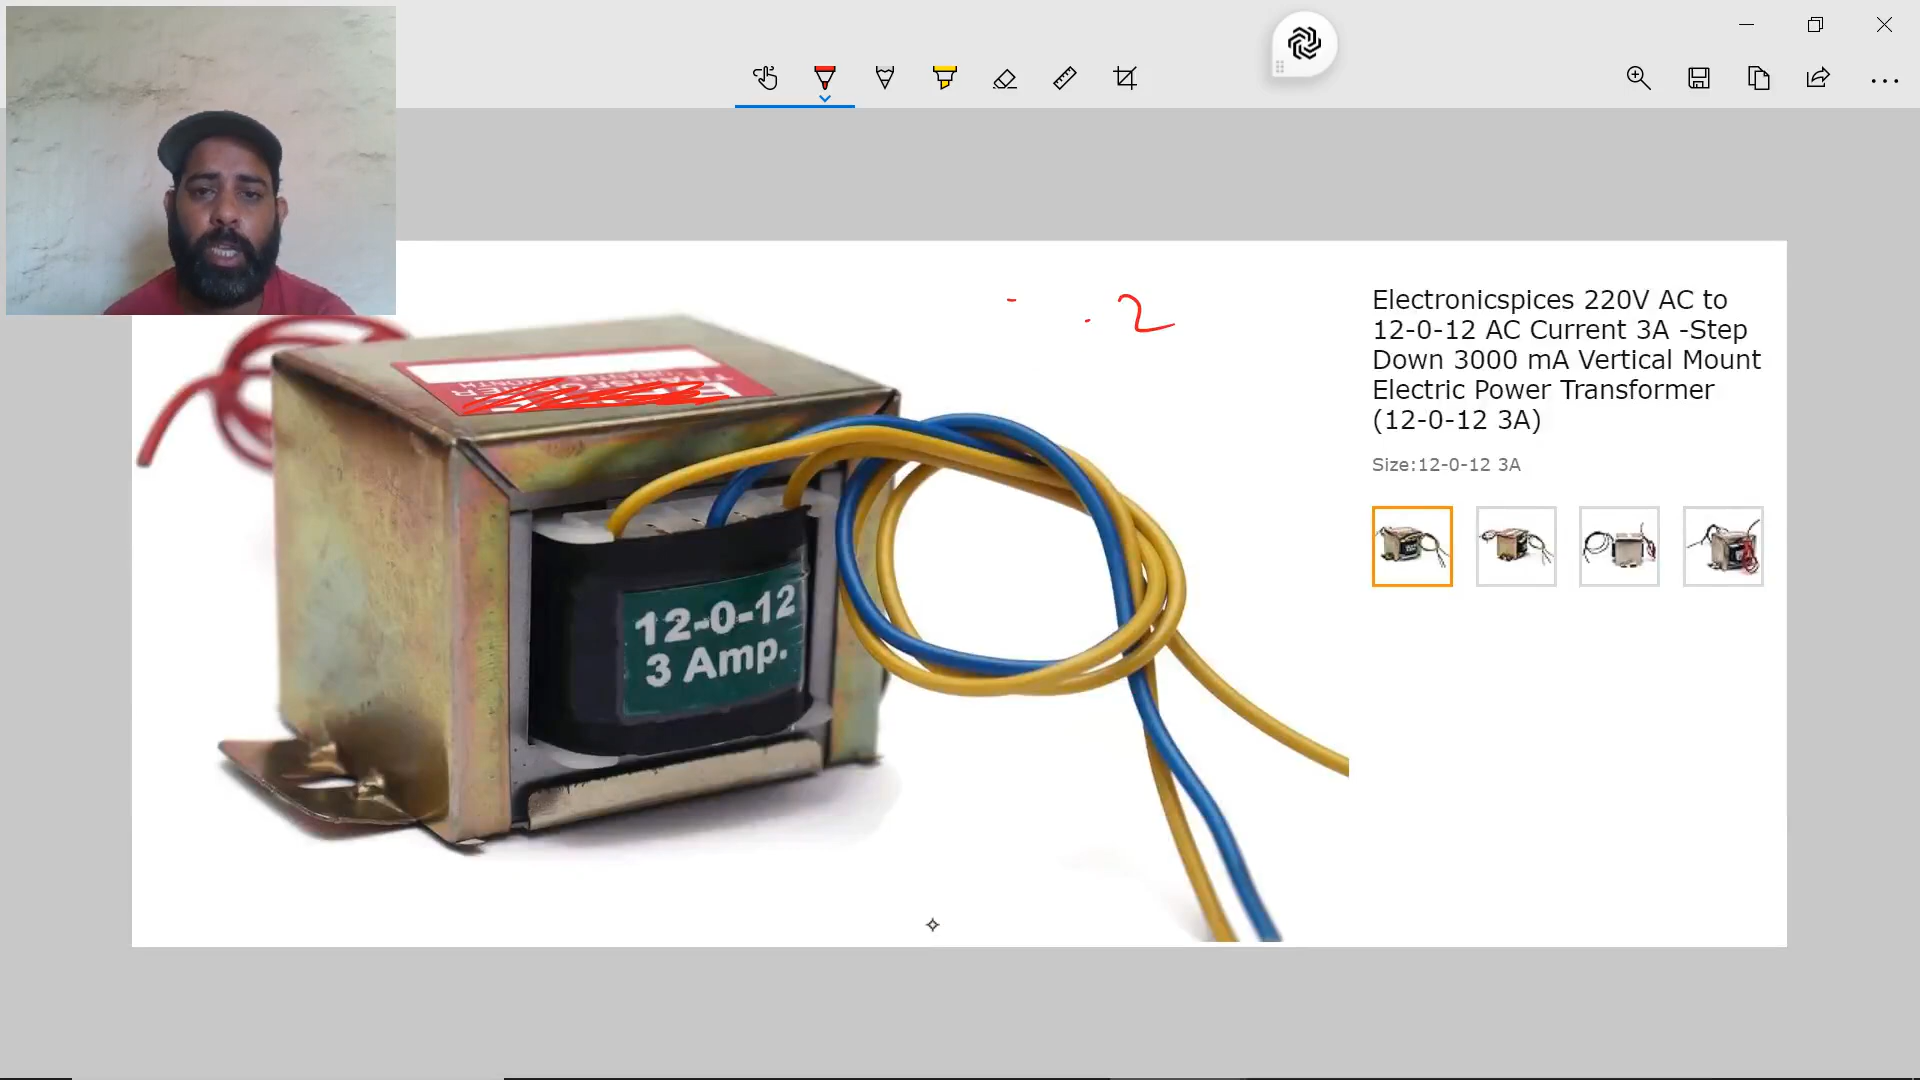 2
Electronicspices 220V AC to
12-0-12 AC Current 3A -Step
Down 3000 mA Vertical Mount
Electric Power Transformer
(12-0-12 3A)
Size:12-0-12 3A
12-0-12
3 Amp.